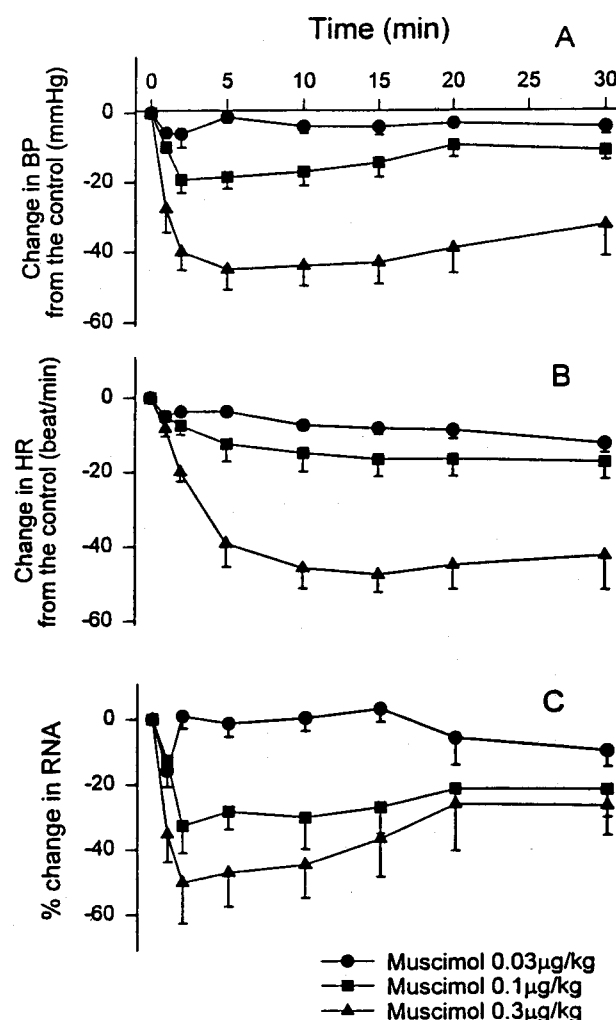 Time (min)
A
0 5 10 15 20 25 30
0
-20
-40
-60
Change in BP
from the control (mmHg)
B
0
-20
-40
-60
Change in HR
from the control (beat/min)
C
0
-20
-40
-60
% change in RNA
Muscimol 0.03µg/kg
Muscimol 0.1µg/kg
Muscimol 0.3µg/kg